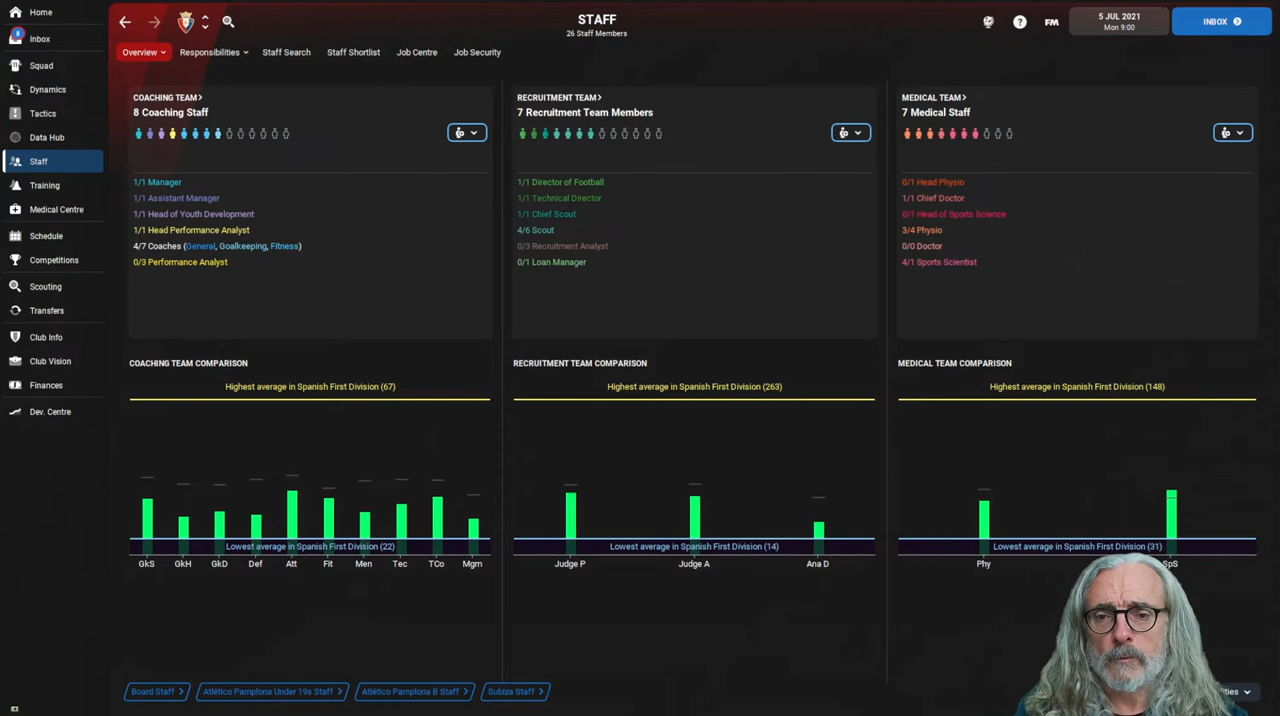 Home
8
Inbox
Squad
Dynamics
Tactics
Data Hub
Staff
Training
Medical Centre
Schedule
Competitions
Scouting
Transfers
Club Info
Club Vision
Finances
Dev. Centre
STAFF
26 Staff Members
?
FM
5 JUL 2021
Mon 9:00
INBOX
Overview
Responsibilities
Staff Search
Staff Shortlist
Job Centre
Job Security
COACHING TEAM>
8 Coaching Staff
1/1 Manager
1/1 Assistant Manager
1/1 Head of Youth Development
1/1 Head Performance Analyst
4/7 Coaches (General, Goalkeeping, Fitness)
0/3 Performance Analyst
COACHING TEAM COMPARISON
Highest average in Spanish First Division (67)
Lowest average in Spanish First Division (22)
GkS GkH GkD Def Att Fit Men Tec TCo Mgm
RECRUITMENT TEAM>
7 Recruitment Team Members
1/1 Director of Football
1/1 Technical Director
1/1 Chief Scout
4/6 Scout
0/3 Recruitment Analyst
0/1 Loan Manager
RECRUITMENT TEAM COMPARISON
Highest average in Spanish First Division (263)
Lowest average in Spanish First Division (14)
Judge P Judge A Ana D
MEDICAL TEAM>
7 Medical Staff
0/1 Head Physio
1/1 Chief Doctor
0/1 Head of Sports Science
3/4 Physio
0/0 Doctor
4/1 Sports Scientist
MEDICAL TEAM COMPARISON
Highest average in Spanish First Division (148)
Lowest average in Spanish First Division (31)
Phy SpS
Board Staff >
Atlético Pamplona Under 19s Staff >
Atlético Pamplona B Staff >
Subiza Staff >